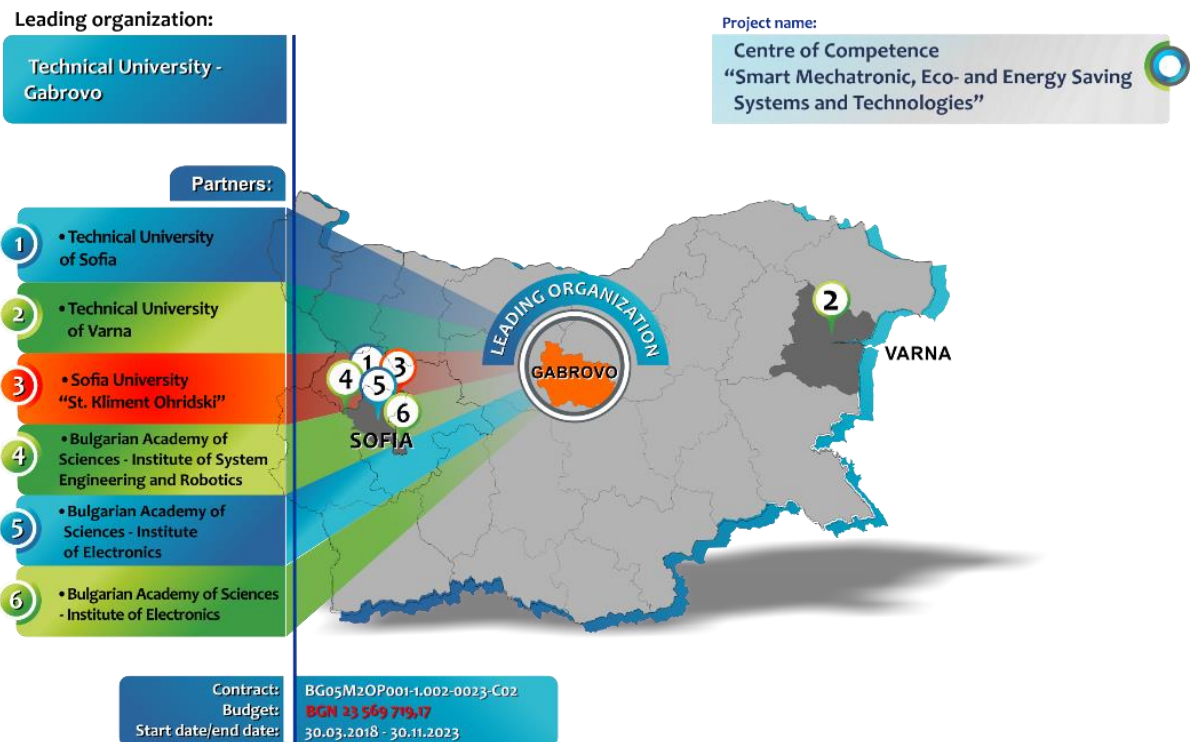 Leading organization:
Technical University -
Gabrovo
Project name:
Centre of Competence
“Smart Mechatronic, Eco- and Energy Saving
Systems and Technologies”
Partners:
1
• Technical University
of Sofia
2
• Technical University
of Varna
3
• Sofia University
“St. Kliment Ohridski”
4
• Bulgarian Academy of
Sciences - Institute of System
Engineering and Robotics
5
• Bulgarian Academy of
Sciences - Institute
of Electronics
6
• Bulgarian Academy of Sciences
- Institute of Electronics
LEADING ORGANIZATION
GABROVO
1
3
4
5
6
SOFIA
2
VARNA
Contract: BG05M2OP001-1.002-0023-C02
Budget: BGN 23 569 719,17
Start date/end date: 30.03.2018 - 30.11.2023